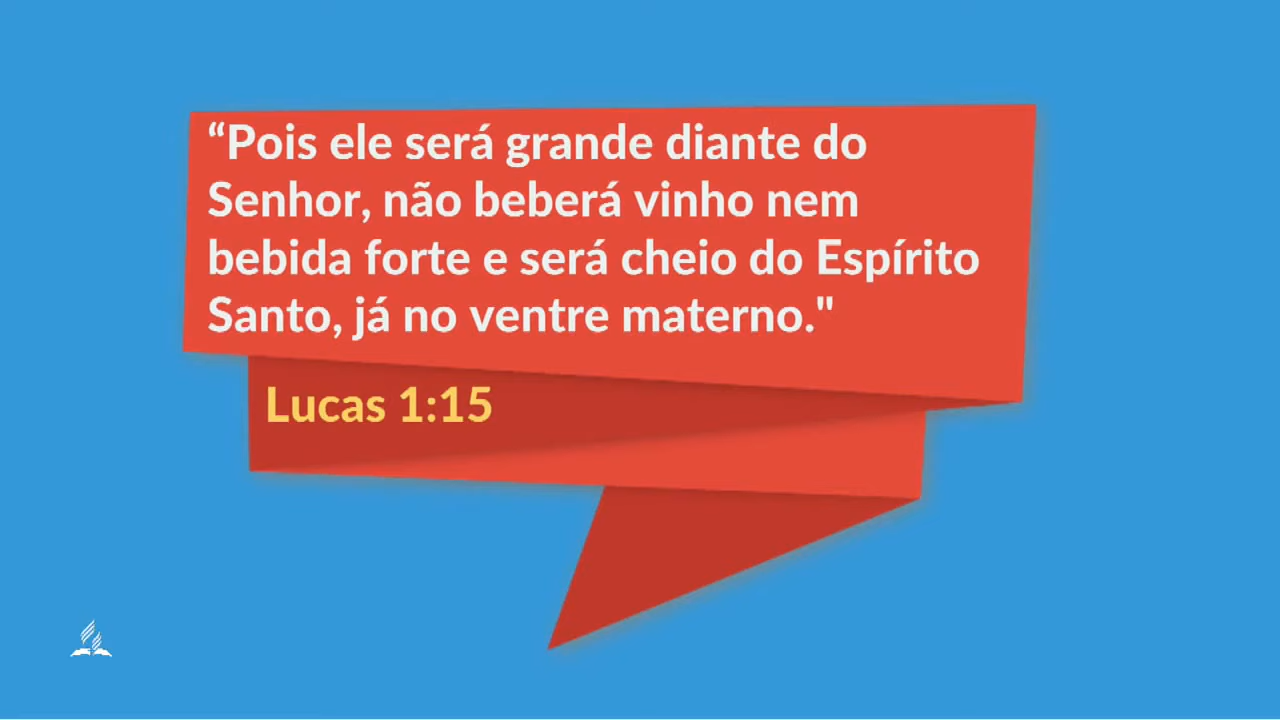 “Pois ele será grande diante do
Senhor, não beberá vinho nem
bebida forte e será cheio do Espírito
Santo, já no ventre materno."
Lucas 1:15